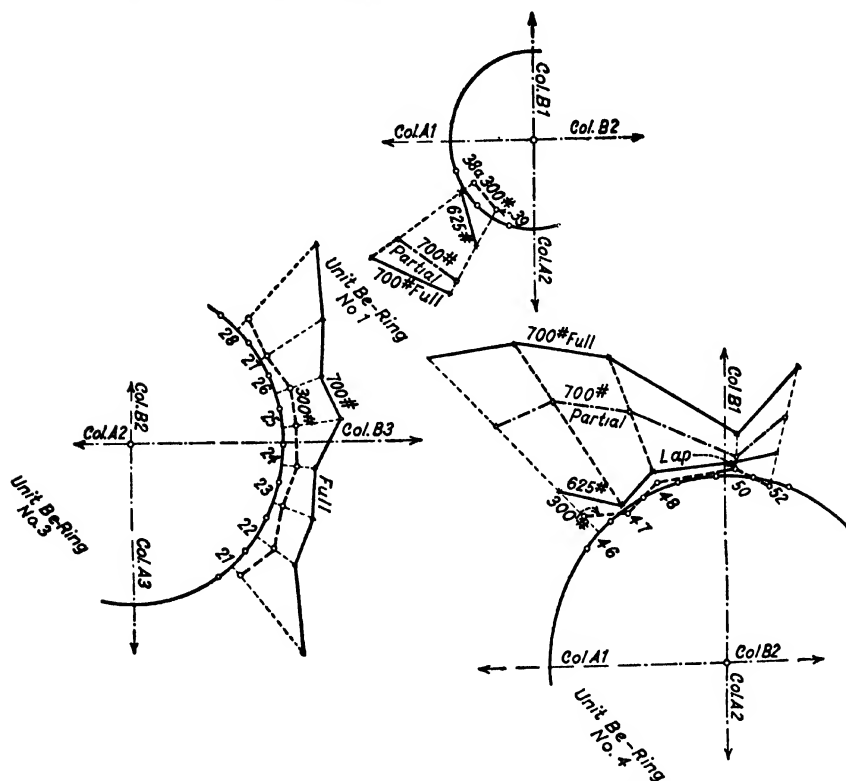 Col.B1
Col.A1
Col.B2
38a
300#
39
625#
700#
Partial
700#Full
Col.A2
Unit Be-Ring
No 1
28
27
26
25
24
23
22
21
300#
700#
Full
Col.B2
Col.A2
Col.B3
Col.A3
Unit Be-Ring
No.3
700#Full
700#
Partial
Col B1
Lap
625#
300#
46
47
48
50
52
Col A1
Col B2
Col.A2
Unit Be-Ring
No. 4